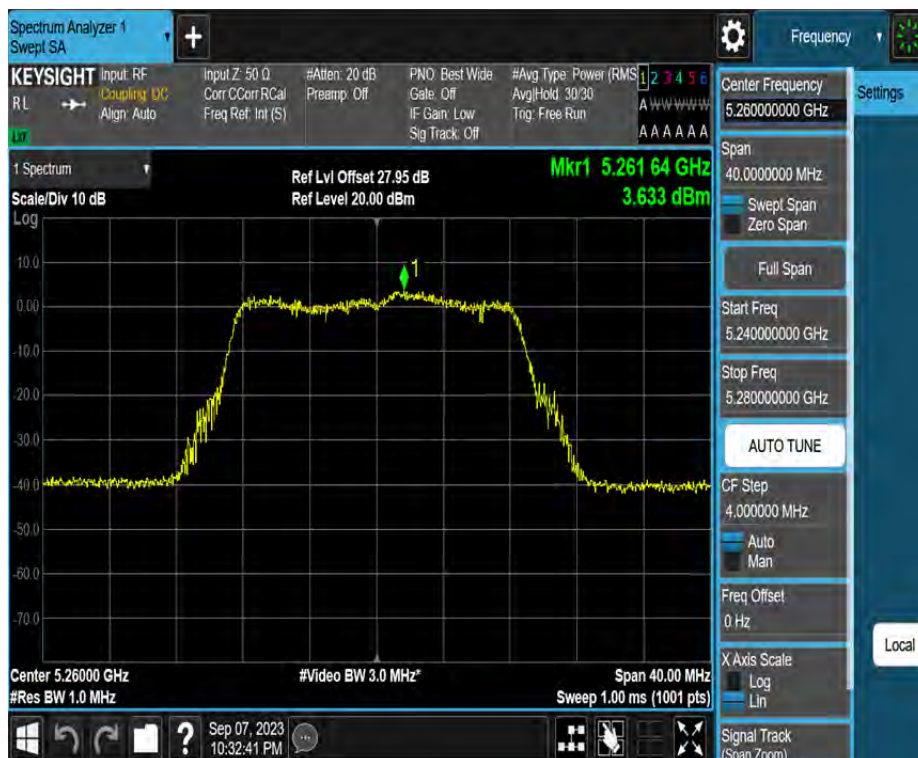 Spectrum Analyzer 1
Swept SA
Frequency
KEYSIGHT
RL
LXI
Input: RF
Coupling: DC
Align: Auto
Input Z: 50 Ω
Corr CCorr RCal
Freq Ref: Int (S)
#Atten: 20 dB
Preamp: Off
PNO: Best Wide
Gate: Off
IF Gain: Low
Sig Track: Off
#Avg Type: Power (RMS
Avg|Hold: 30/30
Trig: Free Run
1 2 3 4 5 6
A W W W W W
A A A A A A
1 Spectrum
Scale/Div 10 dB
Log
Ref Lvl Offset 27.95 dB
Ref Level 20.00 dBm
Mkr1 5.261 64 GHz
3.633 dBm
10.0
0.00
-10.0
-20.0
-30.0
-40.0
-50.0
-60.0
-70.0
1
Center 5.26000 GHz
#Res BW 1.0 MHz
#Video BW 3.0 MHz*
Span 40.00 MHz
Sweep 1.00 ms (1001 pts)
?
Sep 07, 2023
10:32:41 PM
Center Frequency
5.260000000 GHz
Span
40.0000000 MHz
Swept Span
Zero Span
Full Span
Start Freq
5.240000000 GHz
Stop Freq
5.280000000 GHz
AUTO TUNE
CF Step
4.000000 MHz
Auto
Man
Freq Offset
0 Hz
X Axis Scale
Log
Lin
Signal Track
(Span Zoom)
Settings
Local